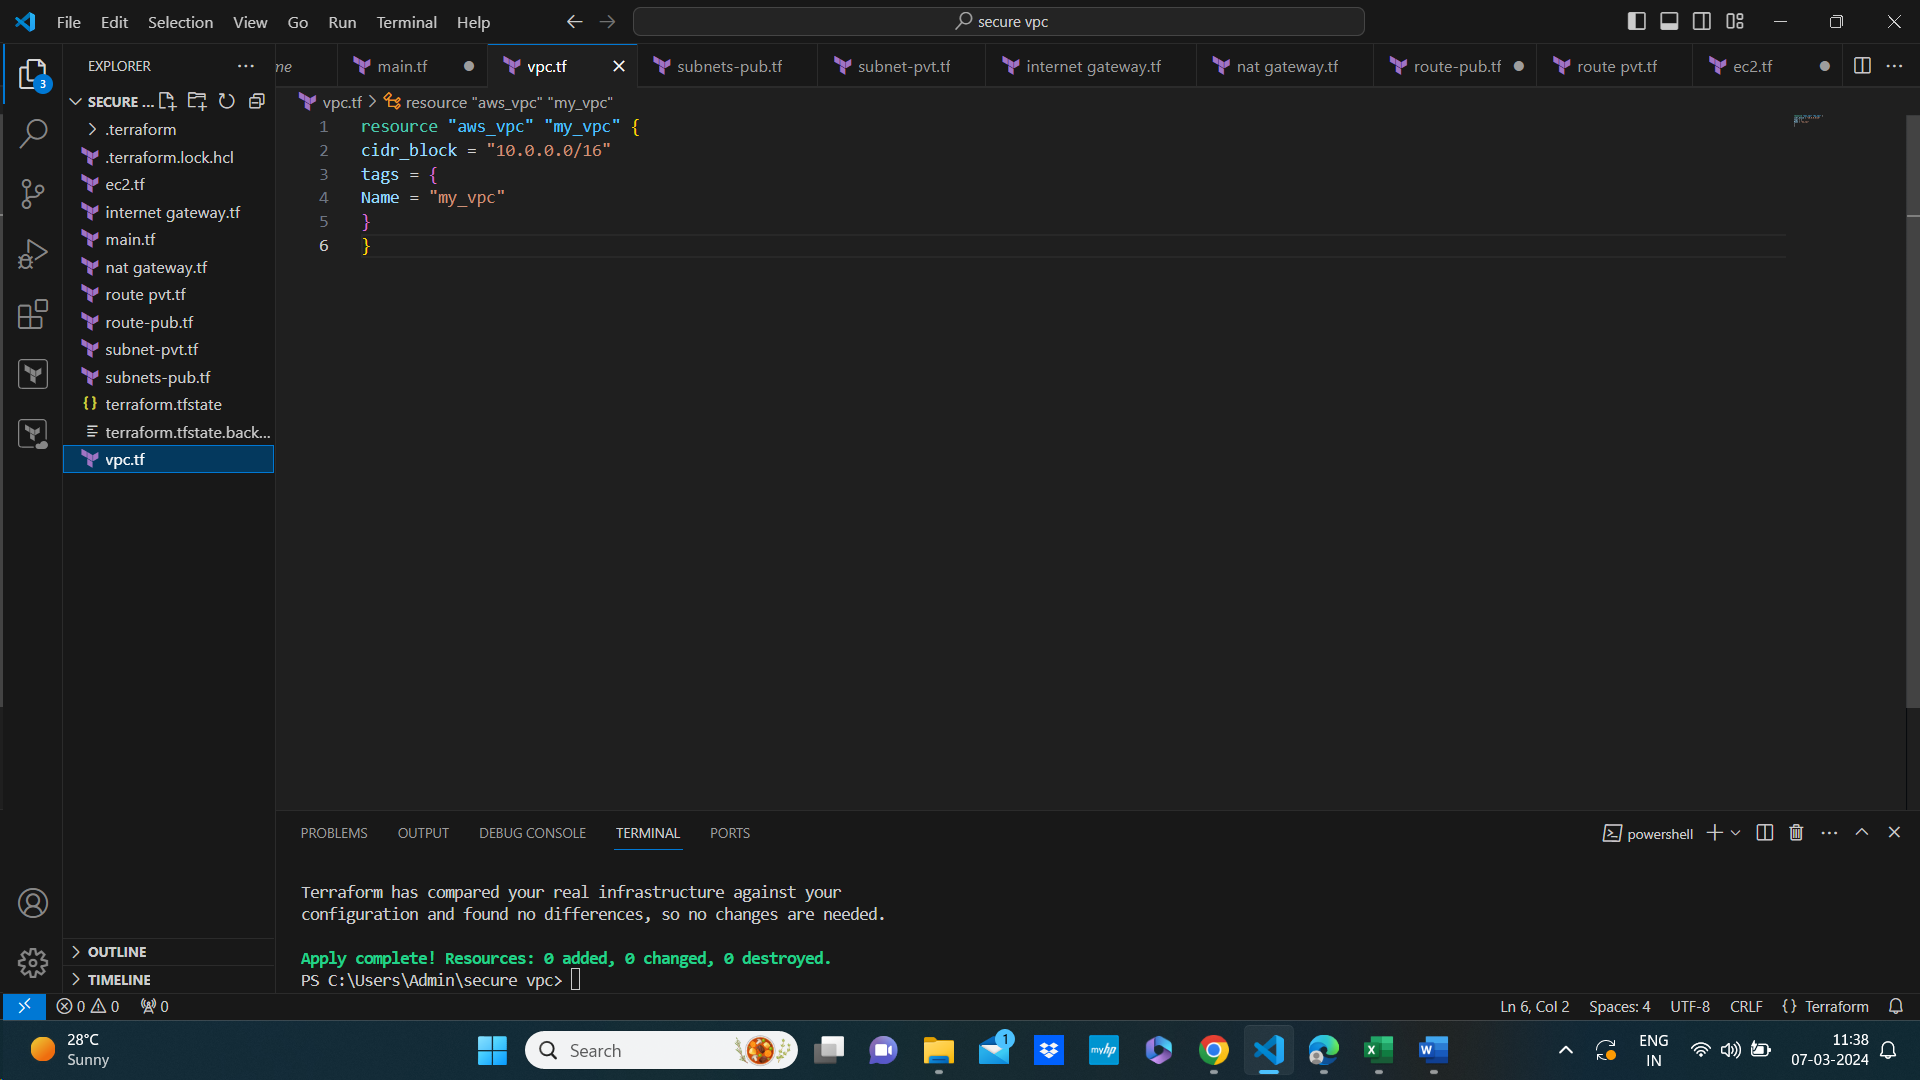 File Edit Selection View Go Run Terminal Help
secure vpc
EXPLORER
me
main.tf
vpc.tf
subnets-pub.tf
subnet-pvt.tf
internet gateway.tf
nat gateway.tf
route-pub.tf
route pvt.tf
ec2.tf
3
SECURE ...
.terraform
.terraform.lock.hcl
ec2.tf
internet gateway.tf
main.tf
nat gateway.tf
route pvt.tf
route-pub.tf
subnet-pvt.tf
subnets-pub.tf
terraform.tfstate
terraform.tfstate.back...
vpc.tf
OUTLINE
TIMELINE
vpc.tf > resource "aws_vpc" "my_vpc"
1 resource "aws_vpc" "my_vpc" {
2 cidr_block = "10.0.0.0/16"
3 tags = {
4 Name = "my_vpc"
5 }
6 }
PROBLEMS OUTPUT DEBUG CONSOLE TERMINAL PORTS
powershell
Terraform has compared your real infrastructure against your
configuration and found no differences, so no changes are needed.
Apply complete! Resources: 0 added, 0 changed, 0 destroyed.
PS C:\Users\Admin\secure vpc>
0 0 0
Ln 6, Col 2 Spaces: 4 UTF-8 CRLF {} Terraform
28°C
Sunny
Search
1
myhp
ENG
IN
11:38
07-03-2024